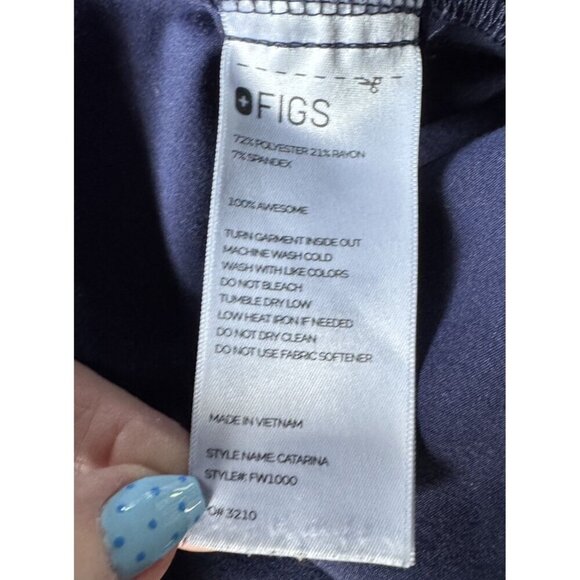 FIGS
72% POLYESTER 21% RAYON
7% SPANDEX
100% AWESOME
TURN GARMENT INSIDE OUT
MACHINE WASH COLD
WASH WITH LIKE COLORS
DO NOT BLEACH
TUMBLE DRY LOW
LOW HEAT IRON IF NEEDED
DO NOT DRY CLEAN
DO NOT USE FABRIC SOFTENER
MADE IN VIETNAM
STYLE NAME: CATARINA
STYLE#: FW1000
O# 3210